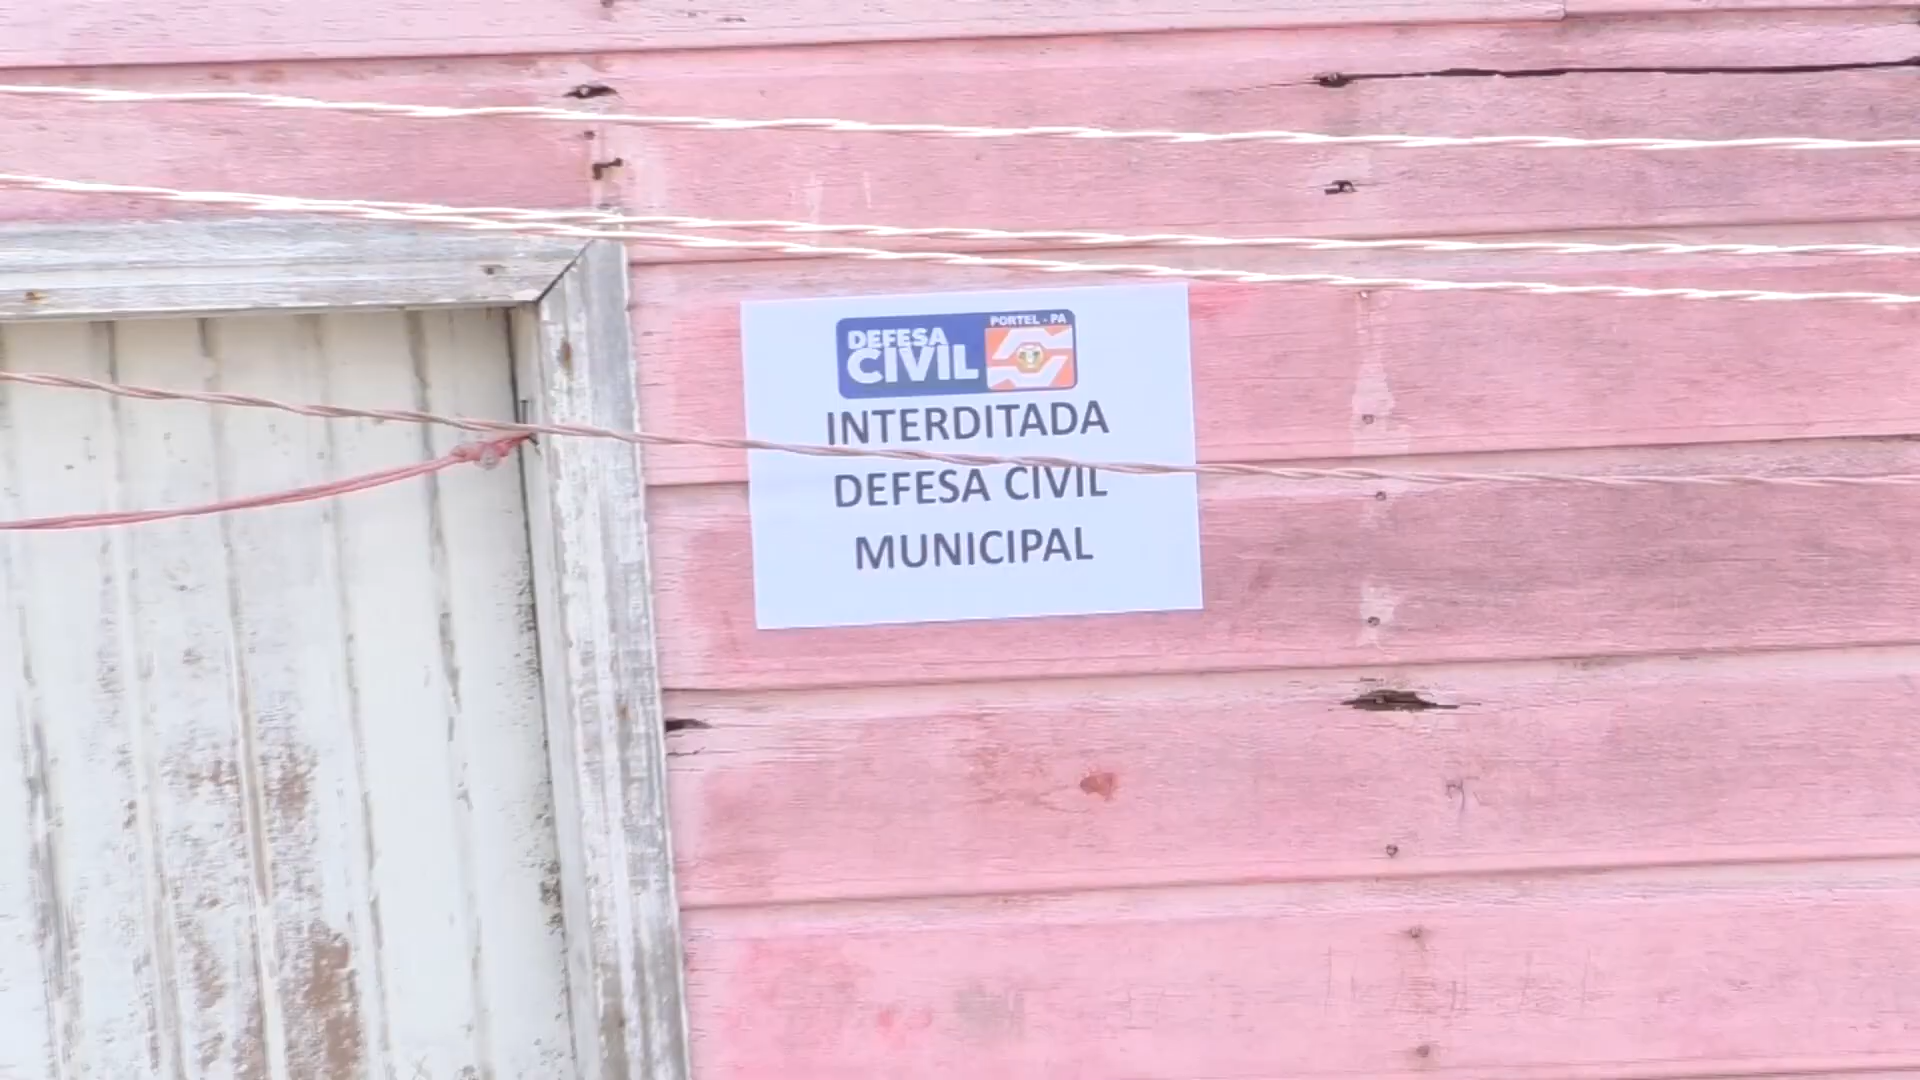 PORTEL - PA
DEFESA
CIVIL
INTERDITADA
DEFESA CIVIL
MUNICIPAL